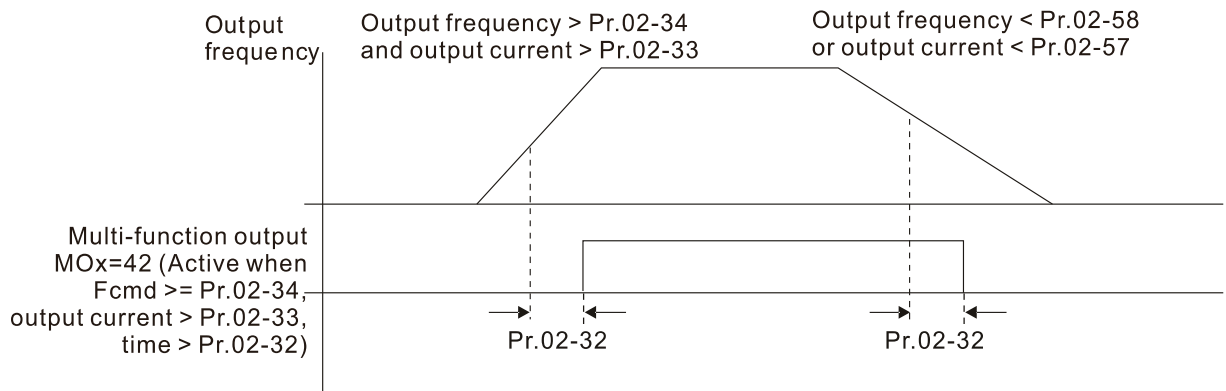 Output
frequency
Output frequency > Pr.02-34
and output current > Pr.02-33
Output frequency < Pr.02-58
or output current < Pr.02-57
Multi-function output
MOx=42 (Active when
Fcmd >= Pr.02-34,
output current > Pr.02-33,
time > Pr.02-32)
Pr.02-32
Pr.02-32